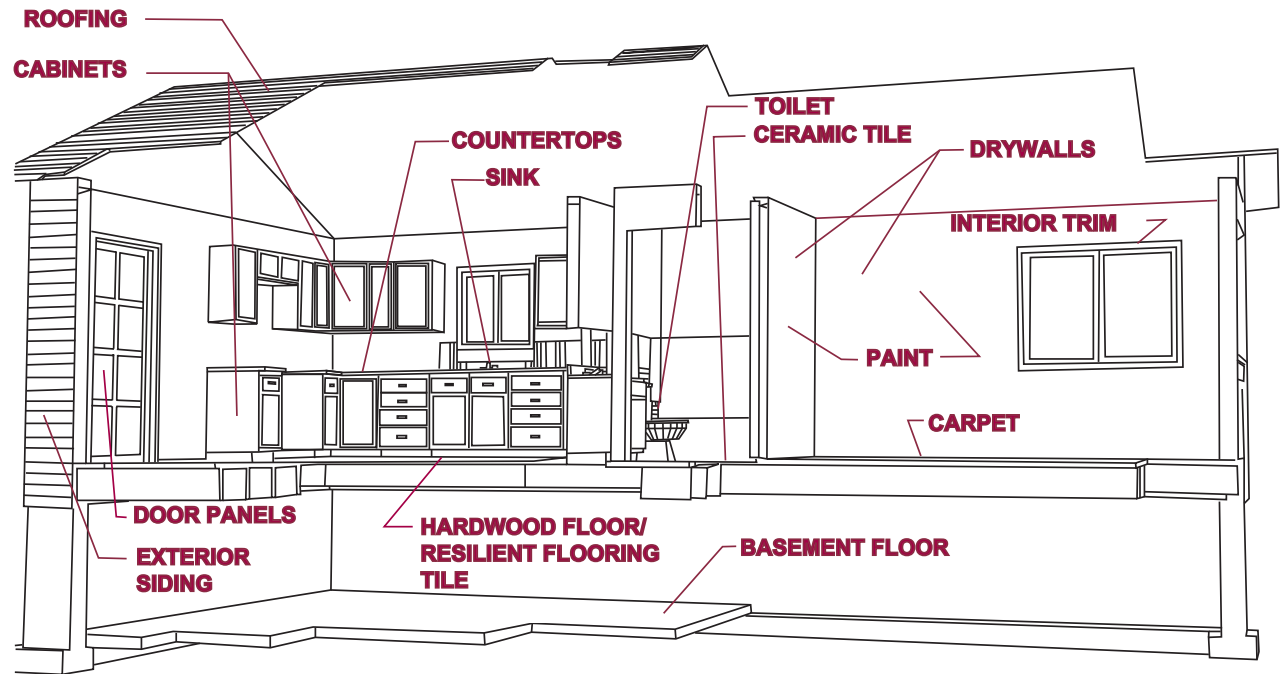 ROOFING
CABINETS
TOILET
COUNTERTOPS
CERAMIC TILE
DRYWALLS
SINK
INTERIOR TRIM
PAINT
CARPET
DOOR PANELS
HARDWOOD FLOOR/
RESILIENT FLOORING
TILE
EXTERIOR
SIDING
BASEMENT FLOOR